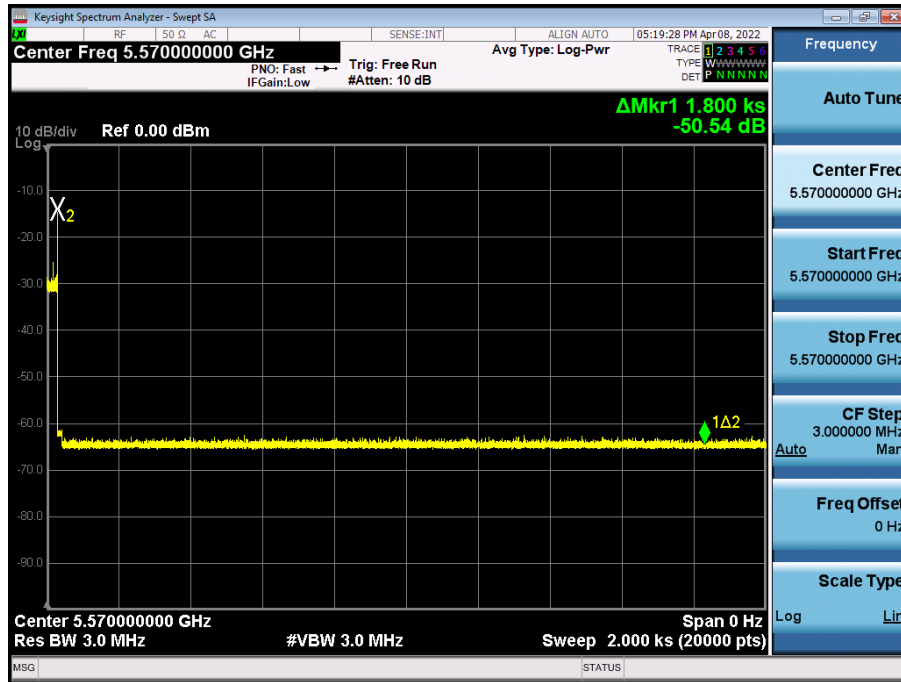 Keysight Spectrum Analyzer - Swept SA
LXI RF 50 Ω AC SENSE:INT ALIGN AUTO 05:19:28 PM Apr 08, 2022
Center Freq 5.570000000 GHz
PNO: Fast
IFGain:Low
Trig: Free Run
#Atten: 10 dB
Avg Type: Log-Pwr
TRACE 1 2 3 4 5 6
TYPE W W W W W W
DET P N N N N N
ΔMkr1 1.800 ks
-50.54 dB
10 dB/div Ref 0.00 dBm
Log
-10.0
-20.0
-30.0
-40.0
-50.0
-60.0
-70.0
-80.0
-90.0
2
1Δ2
Center 5.570000000 GHz Span 0 Hz
Res BW 3.0 MHz #VBW 3.0 MHz Sweep 2.000 ks (20000 pts)
MSG STATUS
Frequency
Auto Tune
Center Freq
5.570000000 GHz
Start Freq
5.570000000 GHz
Stop Freq
5.570000000 GHz
CF Step
3.000000 MHz
Auto Man
Freq Offset
0 Hz
Scale Type
Log Lin